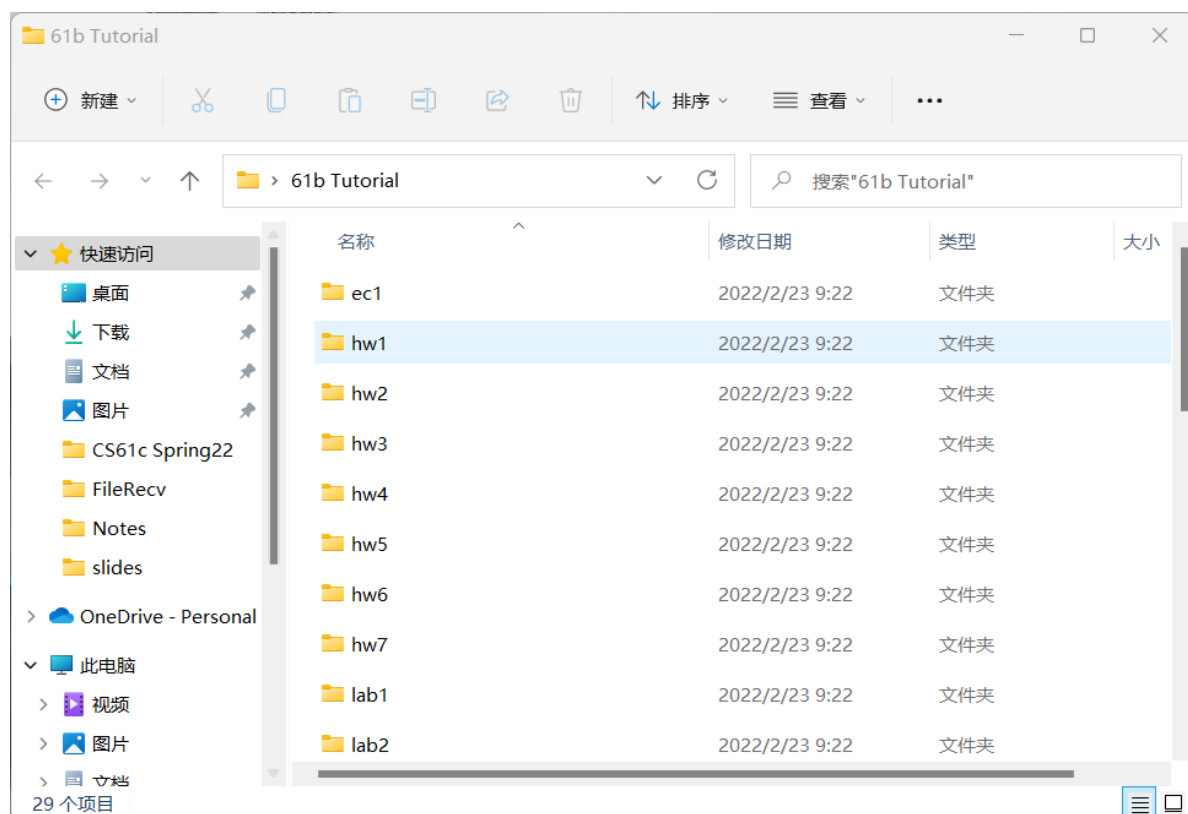 61b Tutorial
新建 排序 查看
61b Tutorial 搜索"61b Tutorial"
名称 修改日期 类型 大小
快速访问
桌面
下载
文档
图片
CS61c Spring22
FileRecv
Notes
slides
OneDrive - Personal
此电脑
视频
图片
文档
ec1 2022/2/23 9:22 文件夹
hw1 2022/2/23 9:22 文件夹
hw2 2022/2/23 9:22 文件夹
hw3 2022/2/23 9:22 文件夹
hw4 2022/2/23 9:22 文件夹
hw5 2022/2/23 9:22 文件夹
hw6 2022/2/23 9:22 文件夹
hw7 2022/2/23 9:22 文件夹
lab1 2022/2/23 9:22 文件夹
lab2 2022/2/23 9:22 文件夹
29 个项目